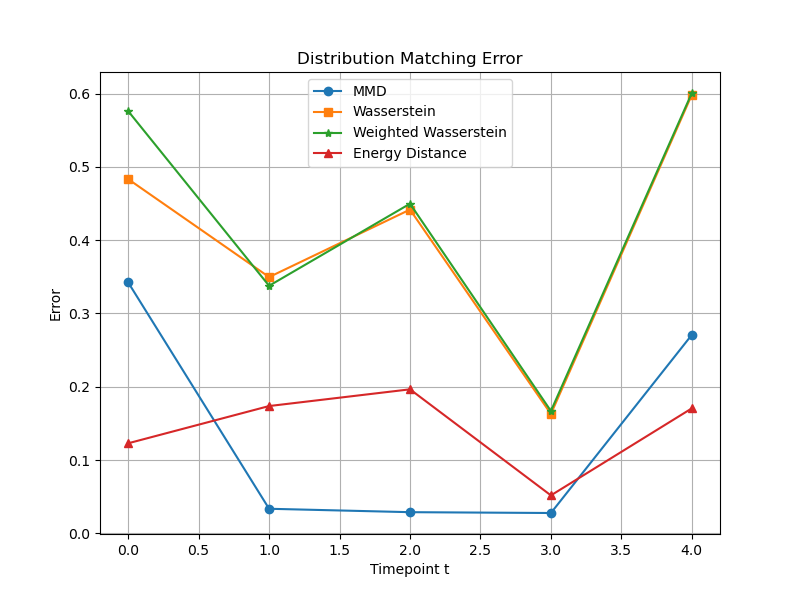 Distribution Matching Error
MMD
Wasserstein
Weighted Wasserstein
Energy Distance
Error
0.6
0.5
0.4
0.3
0.2
0.1
0.0
0.0 0.5 1.0 1.5 2.0 2.5 3.0 3.5 4.0
Timepoint t